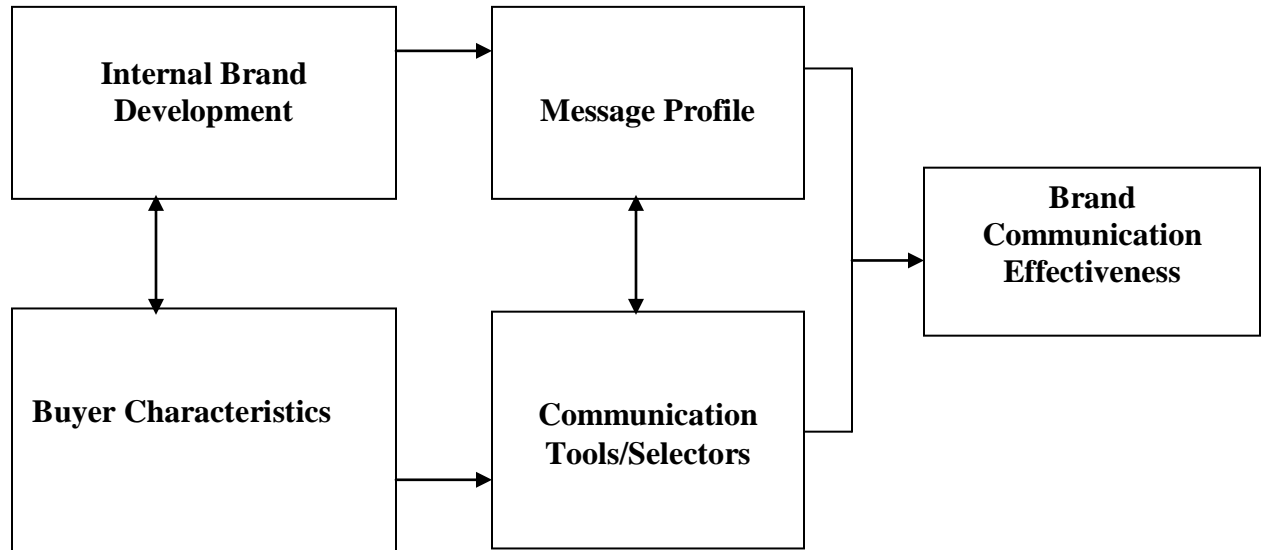 Internal Brand
Development
Message Profile
Brand
Communication
Effectiveness
Buyer Characteristics
Communication
Tools/Selectors